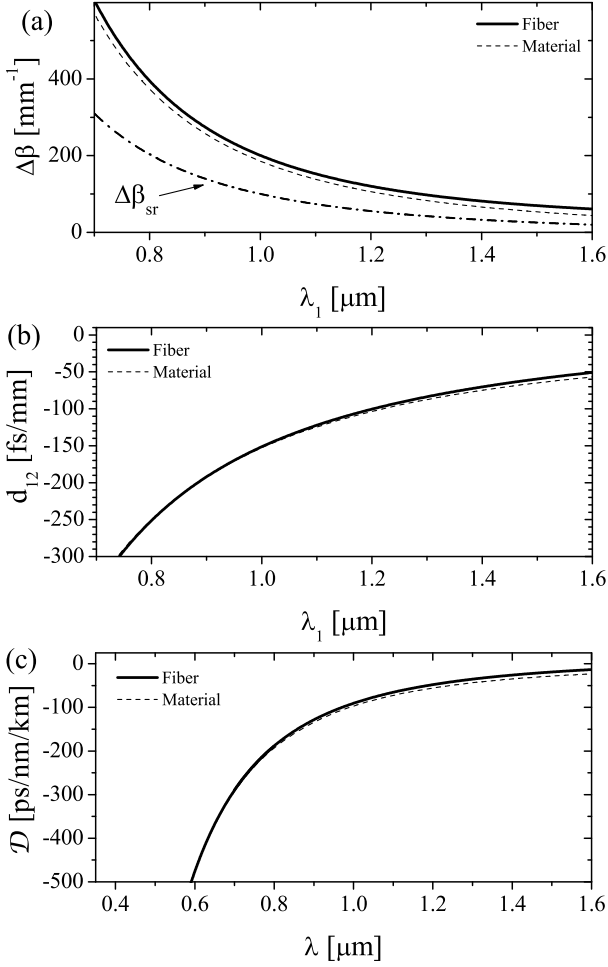 (a)
Fiber
Material
Δβ [mm⁻¹]
400
200
0
Δβsr
0.8 1.0 1.2 1.4 1.6
λ₁ [μm]
(b)
Fiber
Material
d₁₂ [fs/mm]
0
-50
-100
-150
-200
-250
-300
0.8 1.0 1.2 1.4 1.6
λ₁ [μm]
(c)
Fiber
Material
𝒟 [ps/nm/km]
0
-100
-200
-300
-400
-500
0.4 0.6 0.8 1.0 1.2 1.4 1.6
λ [μm]